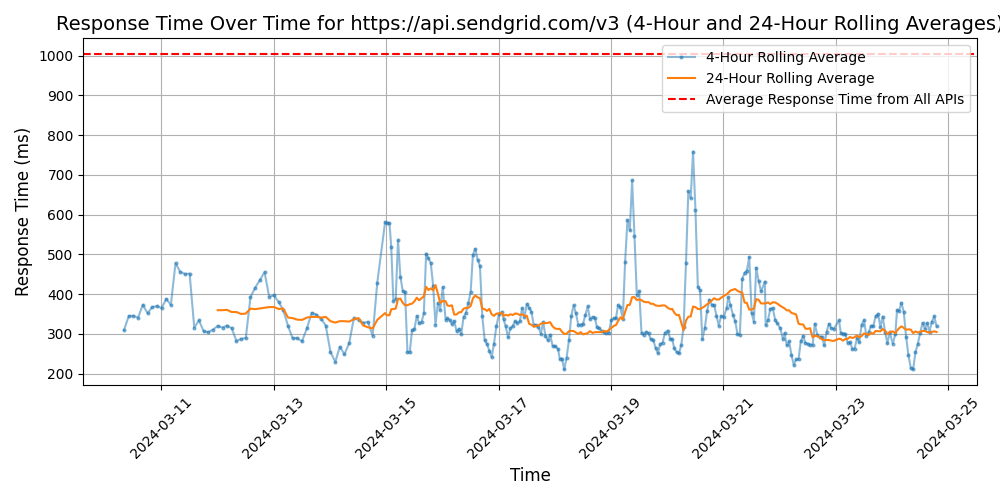 Response Time Over Time for https://api.sendgrid.com/v3 (4-Hour and 24-Hour Rolling Averages)
4-Hour Rolling Average
24-Hour Rolling Average
Average Response Time from All APIs
Response Time (ms)
1000
900
800
700
600
500
400
300
200
2024-03-11
2024-03-13
2024-03-15
2024-03-17
2024-03-19
2024-03-21
2024-03-23
2024-03-25
Time